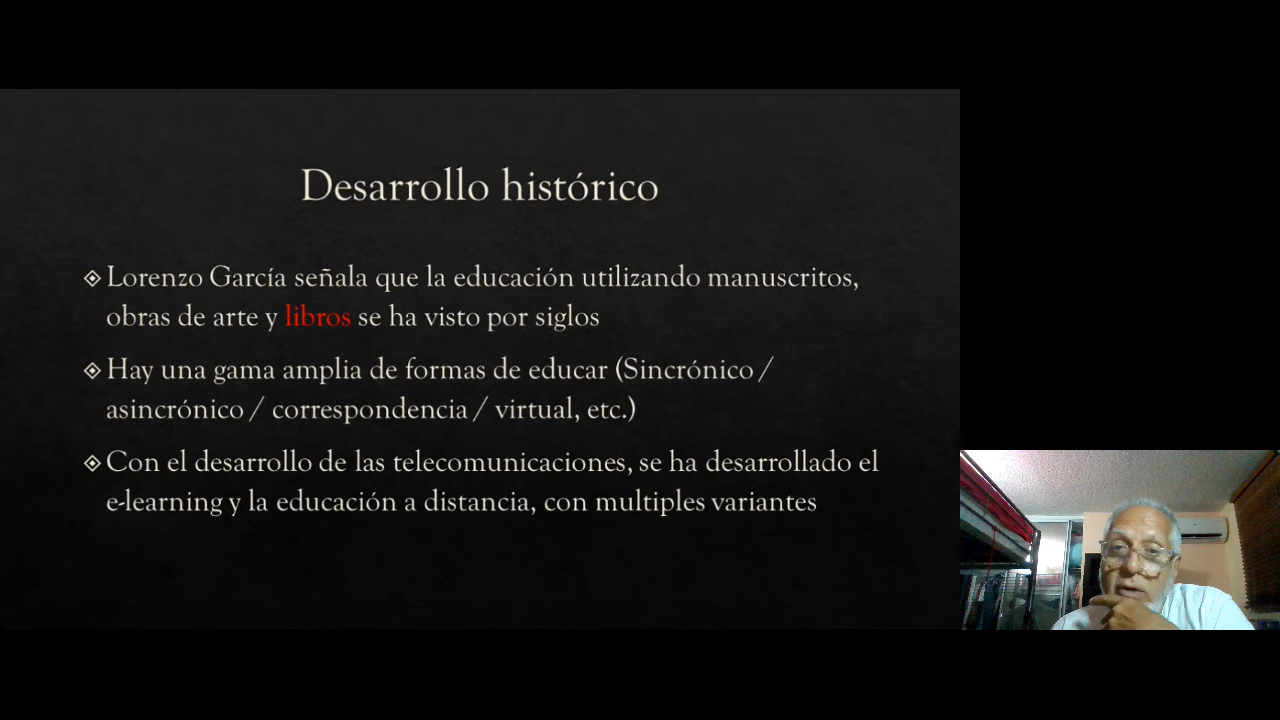 Desarrollo histórico
Lorenzo García señala que la educación utilizando manuscritos,
obras de arte y libros se ha visto por siglos
Hay una gama amplia de formas de educar (Sincrónico /
asincrónico / correspondencia / virtual, etc.)
Con el desarrollo de las telecomunicaciones, se ha desarrollado el
e-learning y la educación a distancia, con multiples variantes